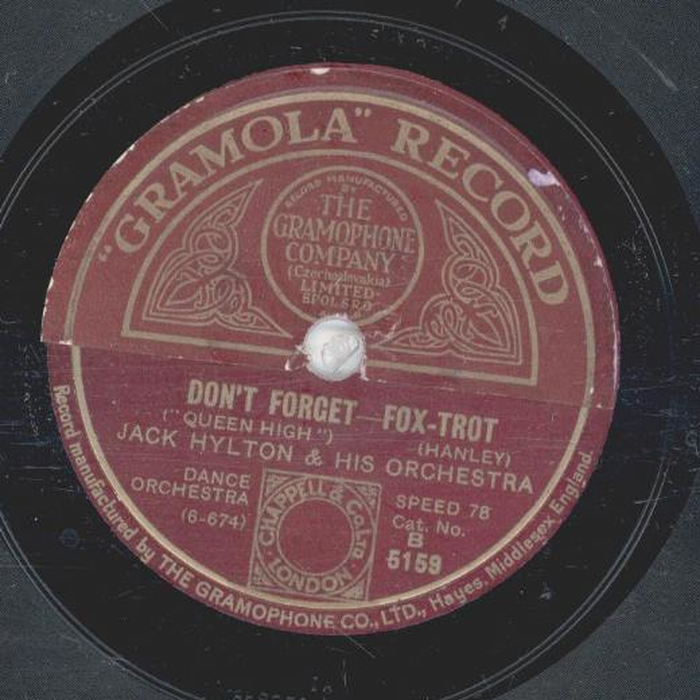 "GRAMOLA" RECORD
RECORD MANUFACTURED
BY
THE
GRAMOPHONE
COMPANY
(Czechoslovakia)
LIMITED-
SPOL.SR.O.
DON'T FORGET—FOX-TROT
("QUEEN HIGH")
(HANLEY)
JACK HYLTON & HIS ORCHESTRA
DANCE
ORCHESTRA
(6-674)
CHAPPELL & Co Ltd
LONDON
SPEED 78
Cat. No.
B
5159
Record manufactured by THE GRAMOPHONE CO., LTD., Hayes, Middlesex, England.